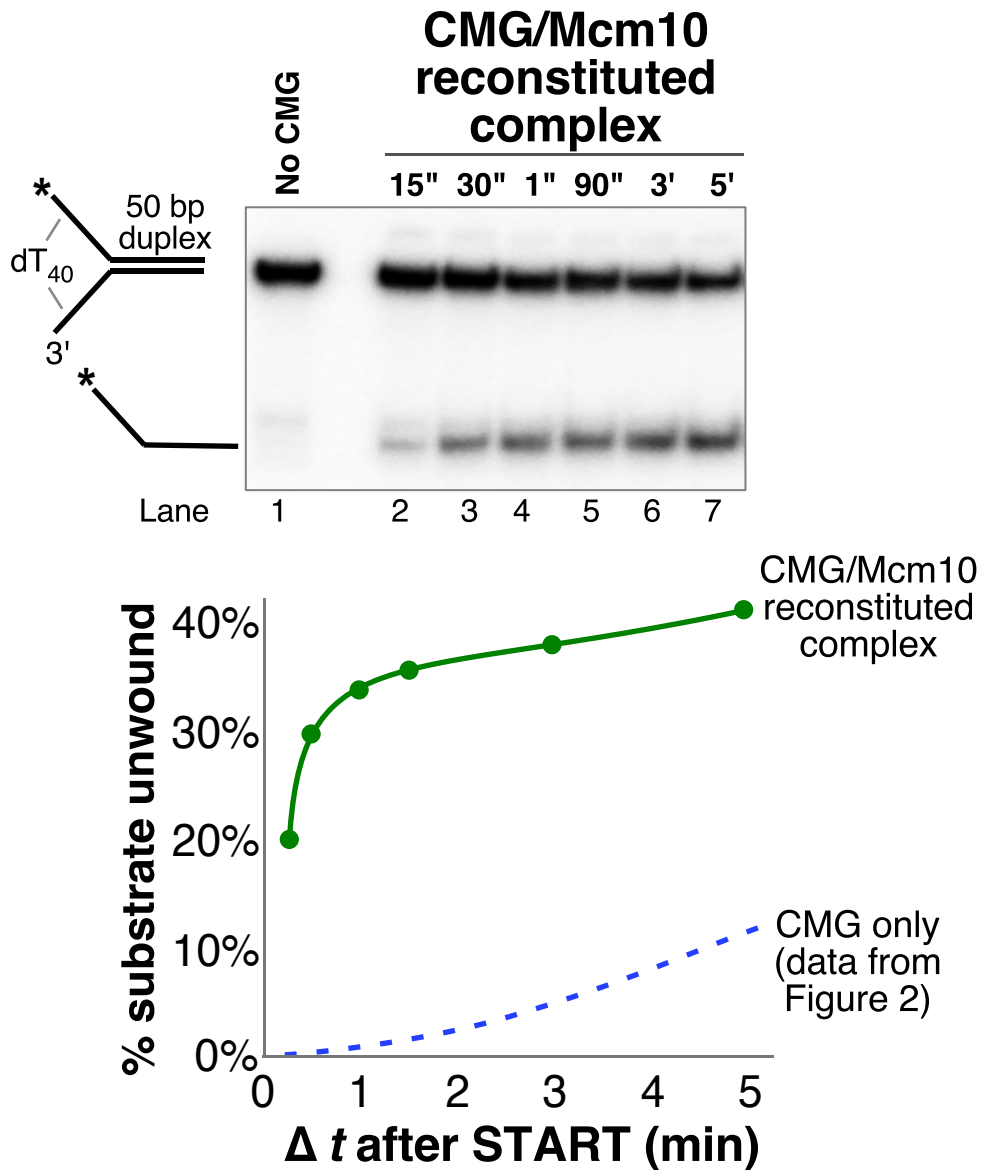 CMG/Mcm10
reconstituted
complex
No CMG
15" 30" 1" 90" 3' 5'
*
50 bp
duplex
dT40
3'
*
Lane 1 2 3 4 5 6 7
CMG/Mcm10
reconstituted
complex
% substrate unwound
40%
30%
20%
10%
0%
CMG only
(data from
Figure 2)
0 1 2 3 4 5
Δ t after START (min)